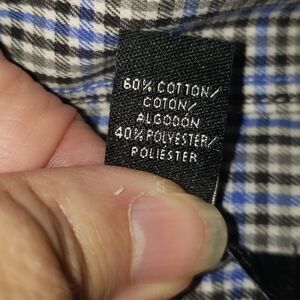 60% COTTON/
COTON/
ALGODÓN
40% POLYESTER/
POLIÉSTER